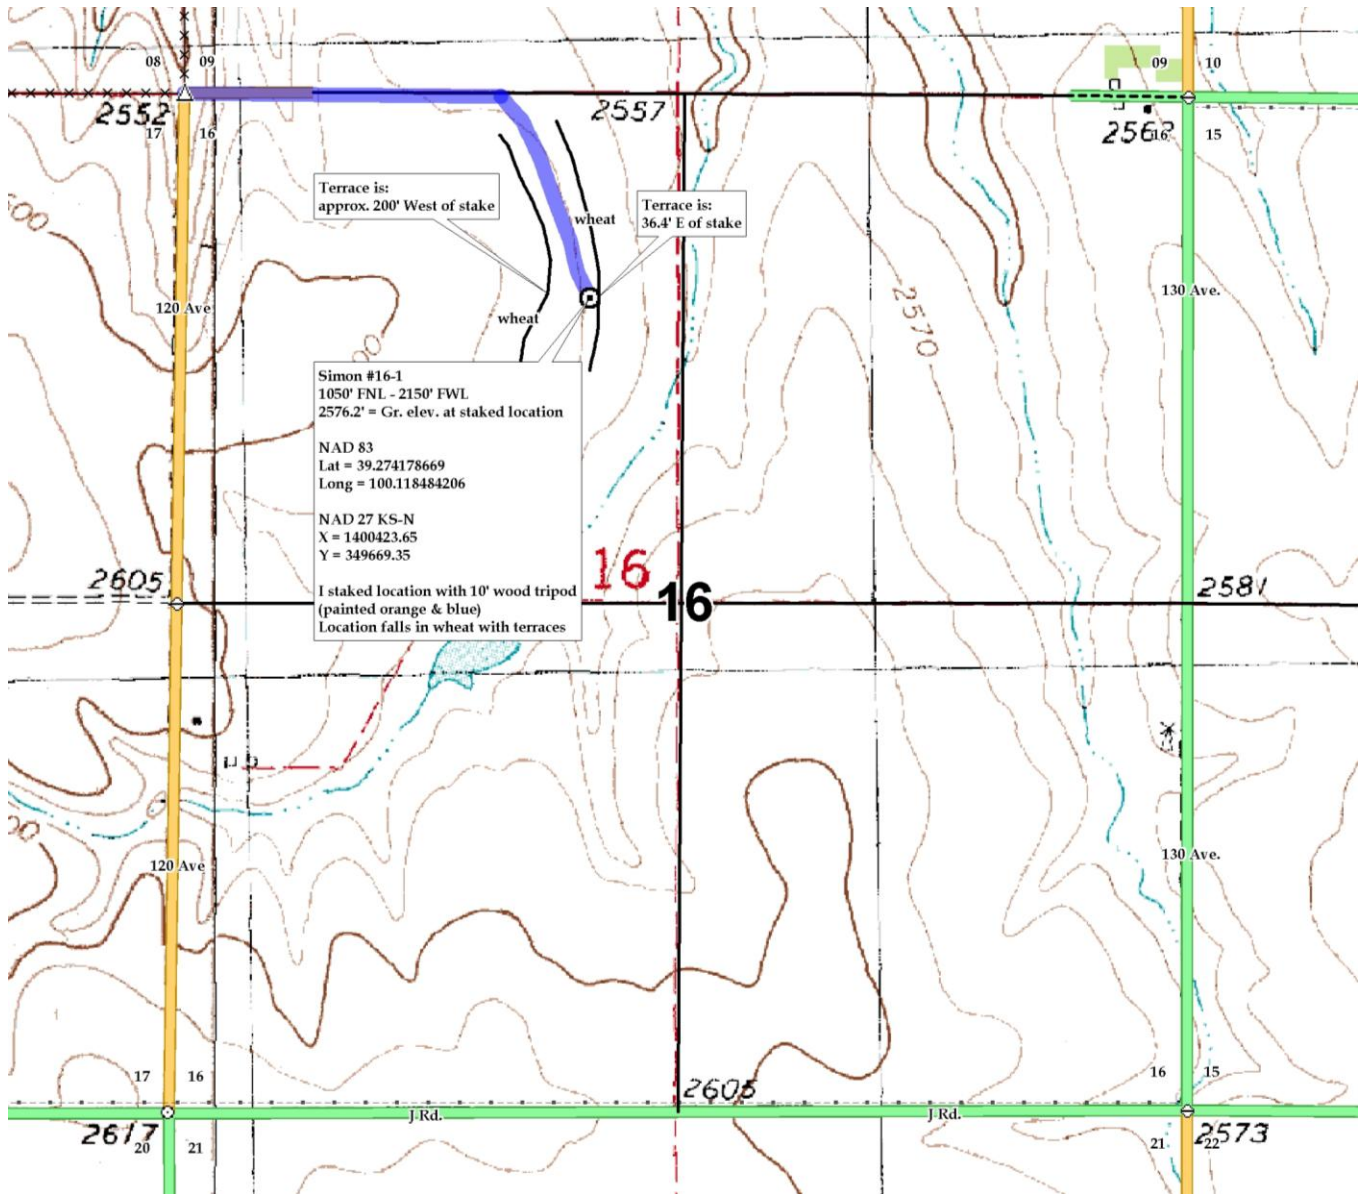 08 09
09 10
2552
2557
2562
17 16
16 15
Terrace is:
approx. 200' West of stake
Terrace is:
36.4' E of stake
wheat
wheat
120 Ave
130 Ave.
2570
Simon #16-1
1050' FNL - 2150' FWL
2576.2' = Gr. elev. at staked location
NAD 83
Lat = 39.274178669
Long = 100.118484206
NAD 27 KS-N
X = 1400423.65
Y = 349669.35
I staked location with 10' wood tripod
(painted orange & blue)
Location falls in wheat with terraces
2605
16
16
2581
120 Ave
130 Ave.
17 16
16 15
2605
J Rd.
J Rd.
2617
2573
20 21
21 22